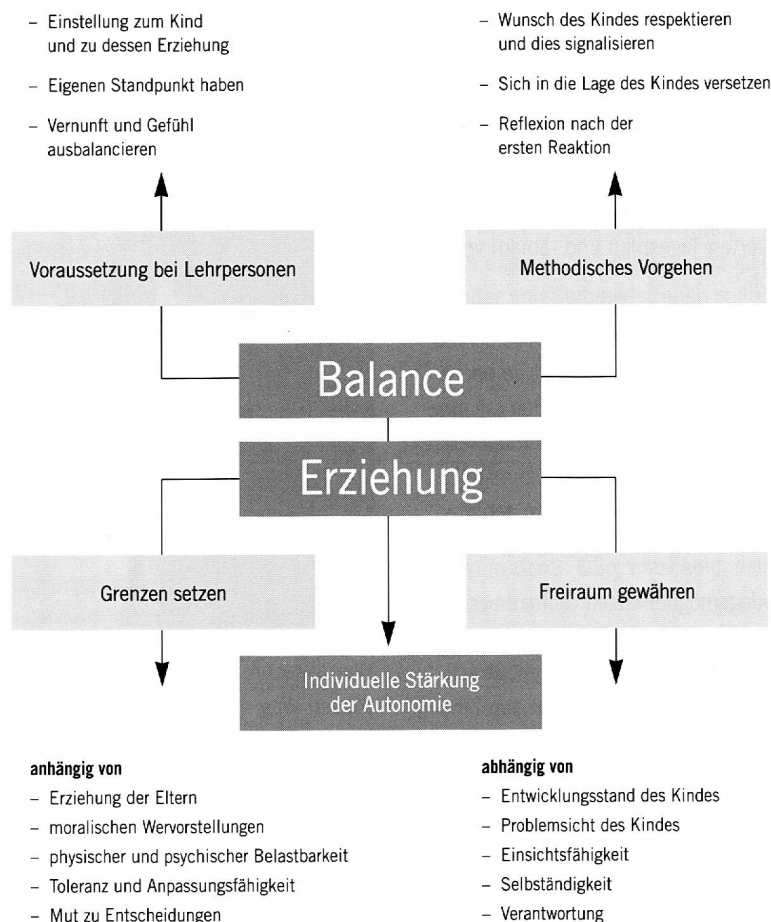 – Einstellung zum Kind
und zu dessen Erziehung
– Eigenen Standpunkt haben
– Vernunft und Gefühl
ausbalancieren
– Wunsch des Kindes respektieren
und dies signalisieren
– Sich in die Lage des Kindes versetzen
– Reflexion nach der
ersten Reaktion
Voraussetzung bei Lehrpersonen
Methodisches Vorgehen
Balance
Erziehung
Grenzen setzen
Freiraum gewähren
Individuelle Stärkung
der Autonomie
anhängig von
– Erziehung der Eltern
– moralischen Wervorstellungen
– physischer und psychischer Belastbarkeit
– Toleranz und Anpassungsfähigkeit
– Mut zu Entscheidungen
abhängig von
– Entwicklungsstand des Kindes
– Problemsicht des Kindes
– Einsichtsfähigkeit
– Selbständigkeit
– Verantwortung